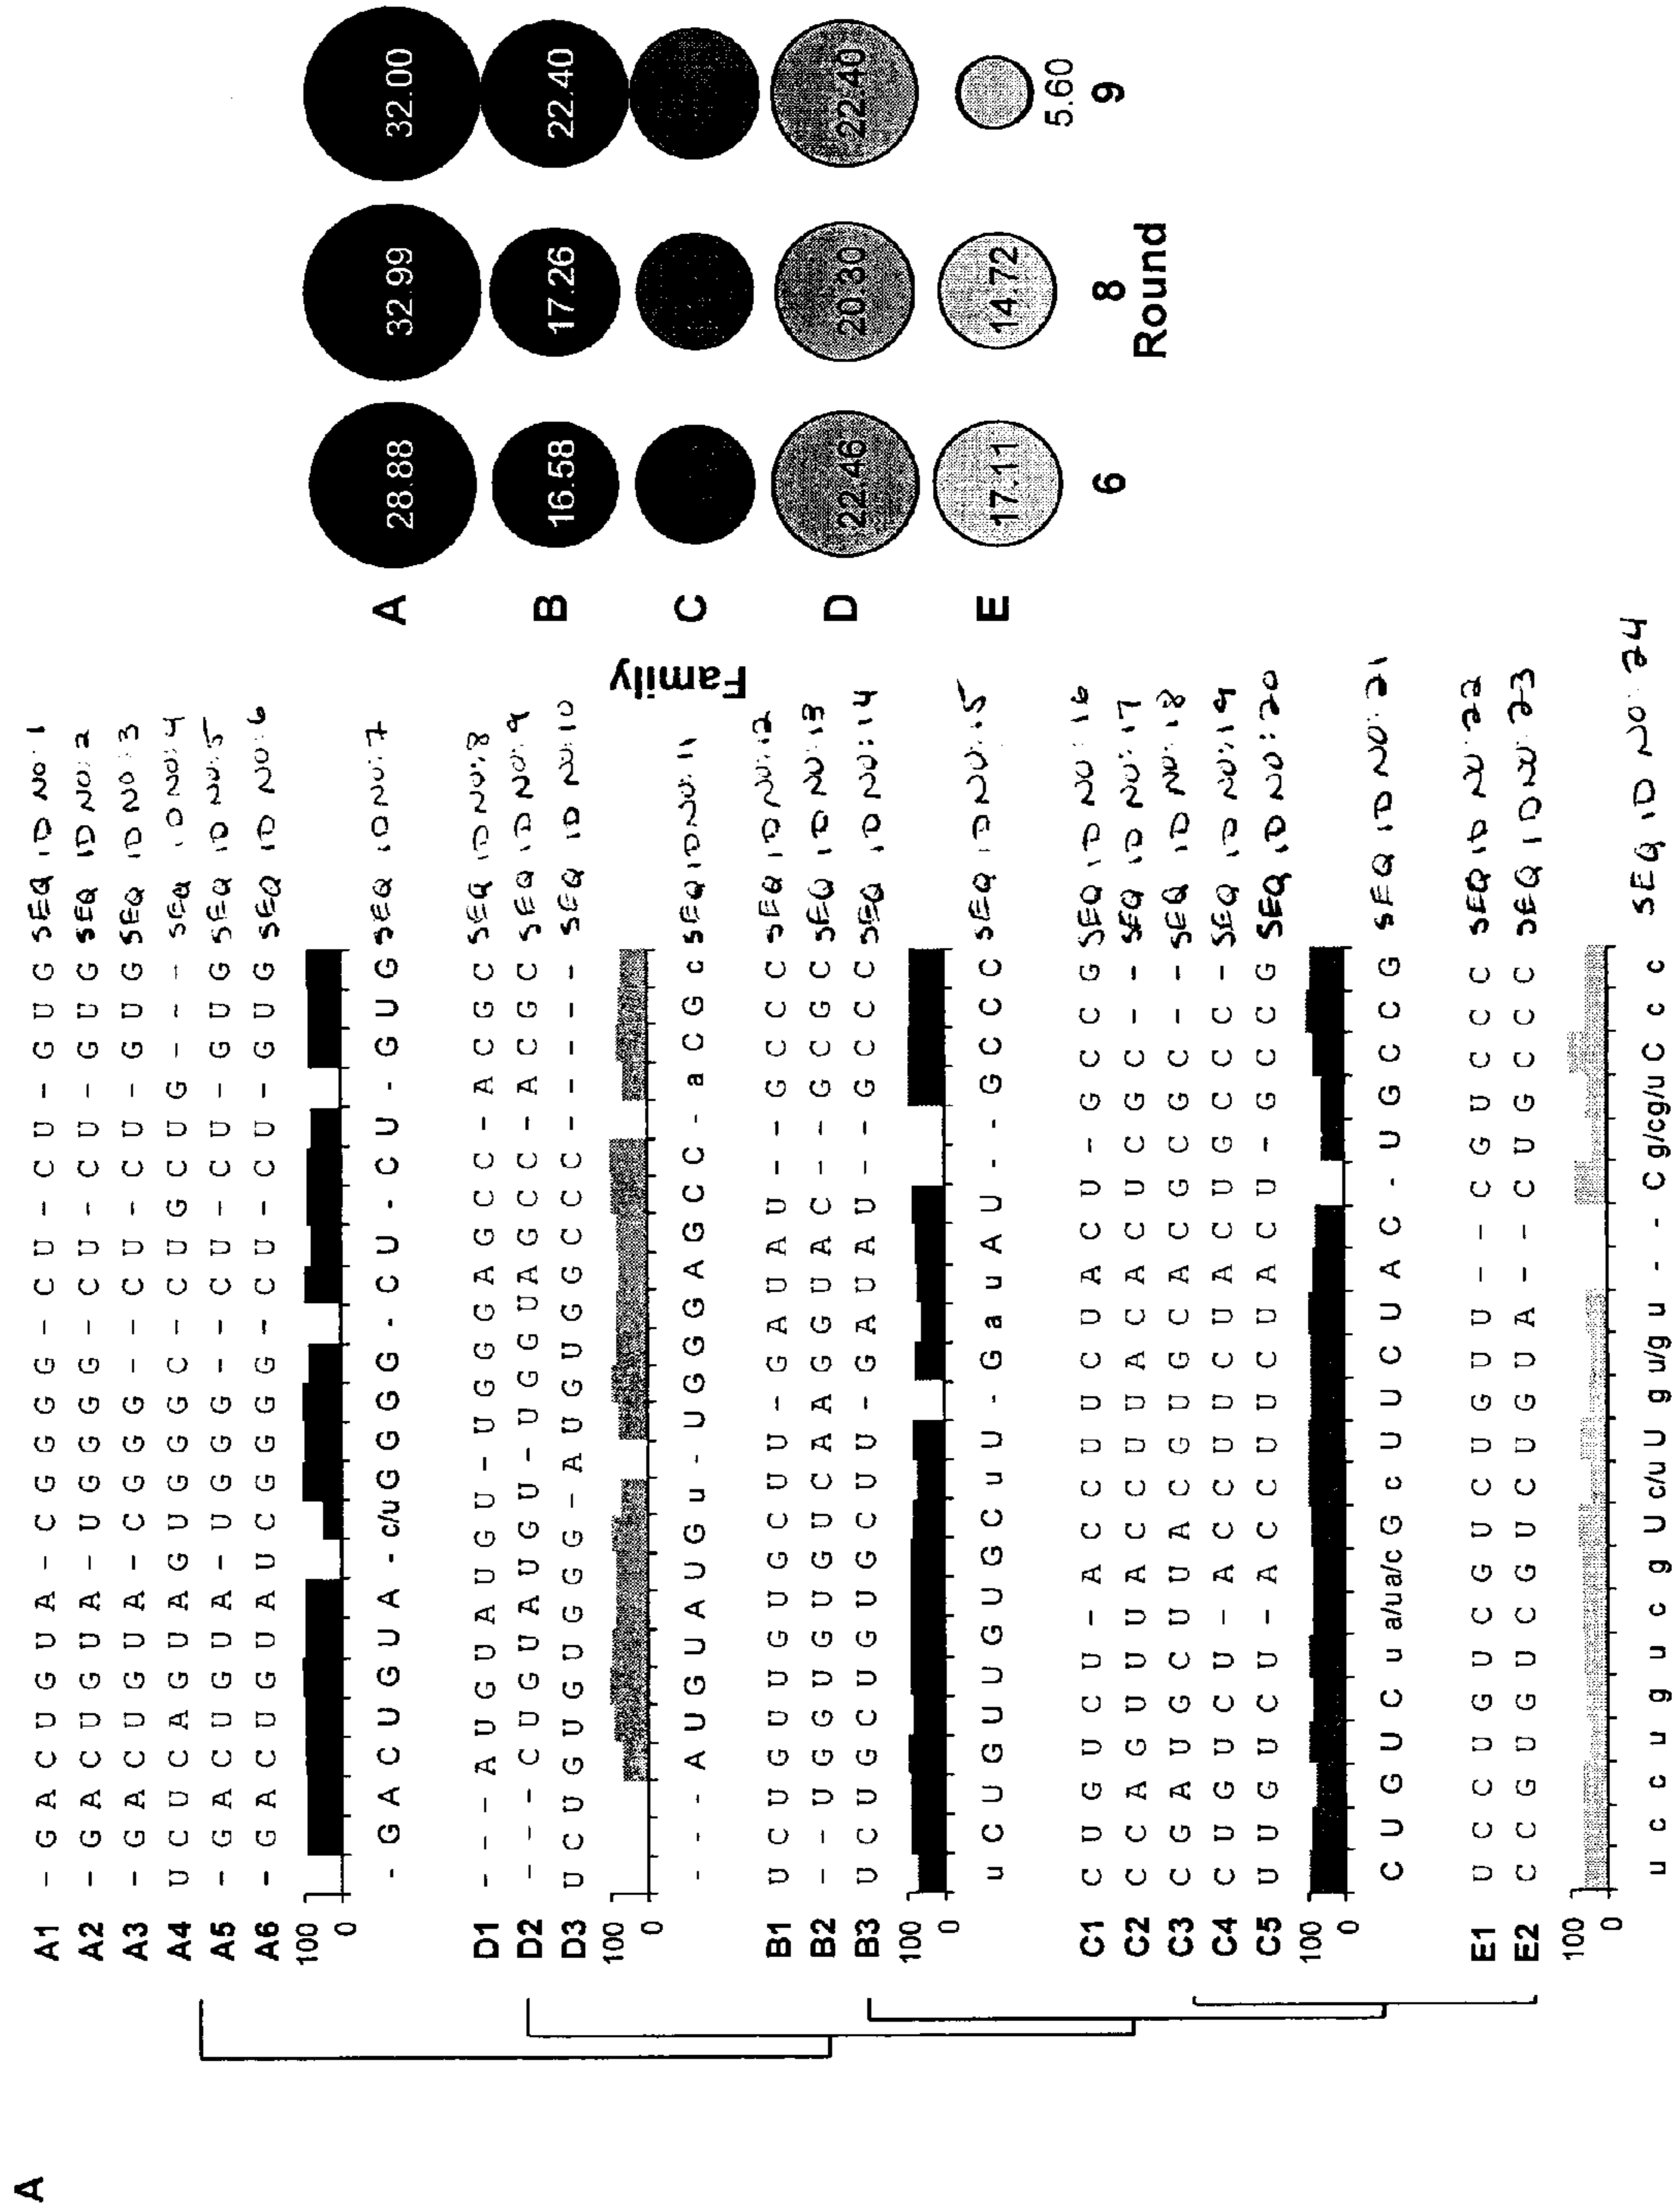 A
A1 - G A C U G U A - C G G G G - C U - C U - G U G SEQ ID NO:1
A2 - G A C U G U A - U G G G G - C U - C U - G U G SEQ ID NO:2
A3 - G A C U G U A - C G G G - - C U - C U - G U G SEQ ID NO:3
A4 U C U C A G U A G U G G G C - C U G C U G - - - SEQ ID NO:4
A5 - G A C U G U A - U G G G - - C U - C U - G U G SEQ ID NO:5
A6 - G A C U G U A U C G G G G - C U - C U - G U G SEQ ID NO:6
100
0
- G A C U G U A - c/u G G G G - C U - C U - G U G SEQ ID NO:7
D1 - - - A U G U A U G U - U G G G A G C C - A C G C SEQ ID NO:8
D2 - - - C U G U A U G U - U G G U A G C C - A C G C SEQ ID NO:9
D3 U C U G U G U G G G - A U G U G G C C C - - - - - SEQ ID NO:10
100
0
- - - A U G U A U G u - U G G G A G C C - a C G c SEQ ID NO:11
B1 U C U G U U G U G C U U - G A U A U - - G C C C SEQ ID NO:12
B2 - - U G G U G U G U C A A G G U A C - - G C G C SEQ ID NO:13
B3 U C U G C U G U G C U U - G A U A U - - G C C C SEQ ID NO:14
100
0
u C U G U U G U G C u U - G a u A U - - G C C C SEQ ID NO:15
C1 C U G U C U - A C C U U C U A C U - G C C G SEQ ID NO:16
C2 C C A G U U U A C C U U A C A C U C G C - - SEQ ID NO:17
C3 C G A U G C U U A C G U G C A C G C G C - - SEQ ID NO:18
C4 C U G U C U - A C C U U C U A C U G C C C - SEQ ID NO:19
C5 U U G U C U - A C C U U C U A C U - G C C G SEQ ID NO:20
100
0
C U G U C u a/ua/c G c U U C U A C - U G C C G SEQ ID NO:21
E1 U C C U G U C G U C U G U U - - C G U C C C SEQ ID NO:22
E2 C C G U G U C G U C U G U A - - C U G C C C SEQ ID NO:23
100
0
u c c u g u c g U c/u U g u/g u - - C g/cg/u C c c SEQ ID NO:24
Family
A 28.88 32.99 32.00
B 16.58 17.26 22.40
C
D 22.46 20.30 22.40
E 17.11 14.72 5.60
6 8 9
Round